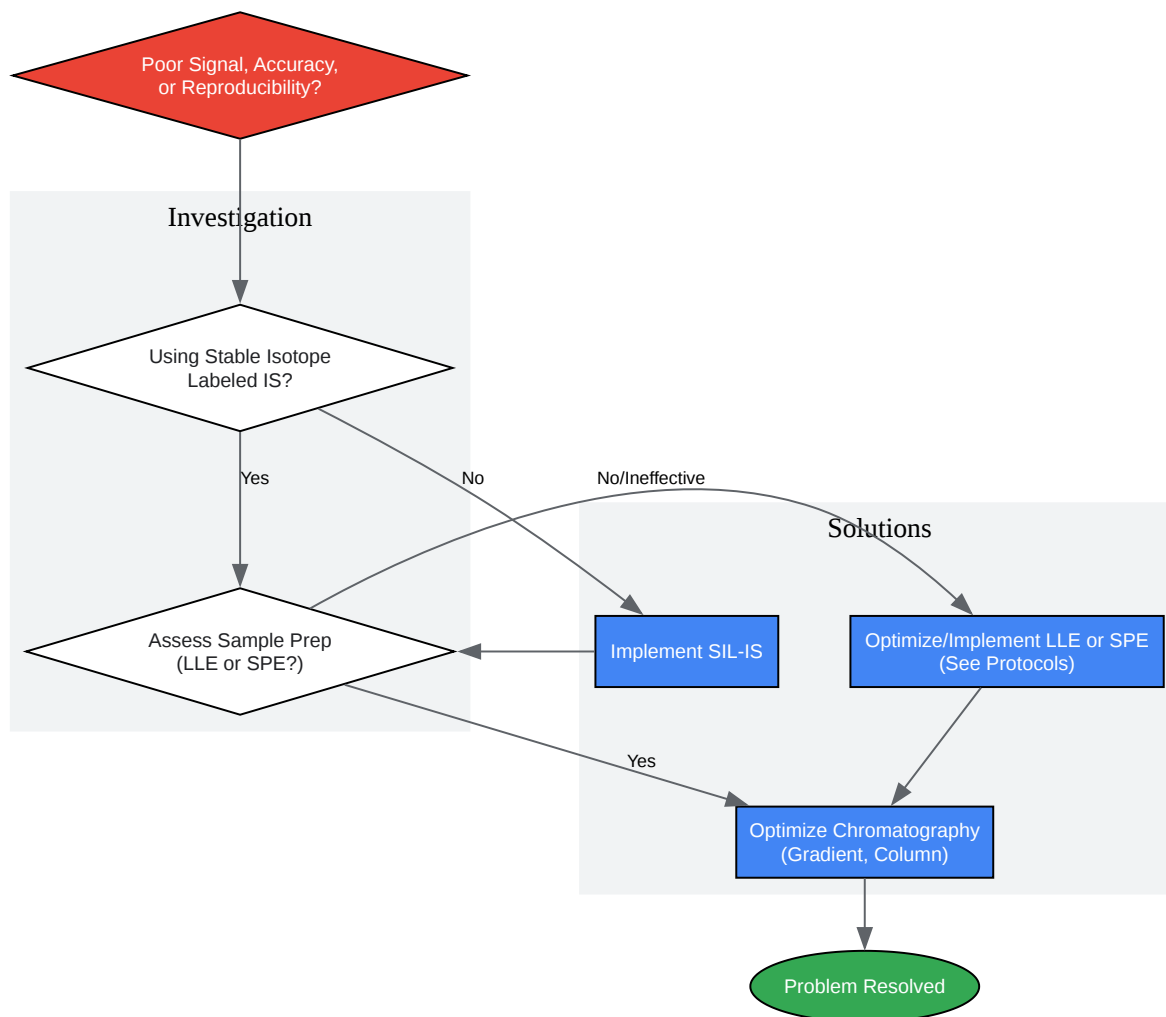 Poor Signal, Accuracy,
or Reproducibility?
Investigation
Using Stable Isotope
Labeled IS?
Yes
No
No/Ineffective
Solutions
Assess Sample Prep
(LLE or SPE?)
Implement SIL-IS
Optimize/Implement LLE or SPE
(See Protocols)
Yes
Optimize Chromatography
(Gradient, Column)
Problem Resolved